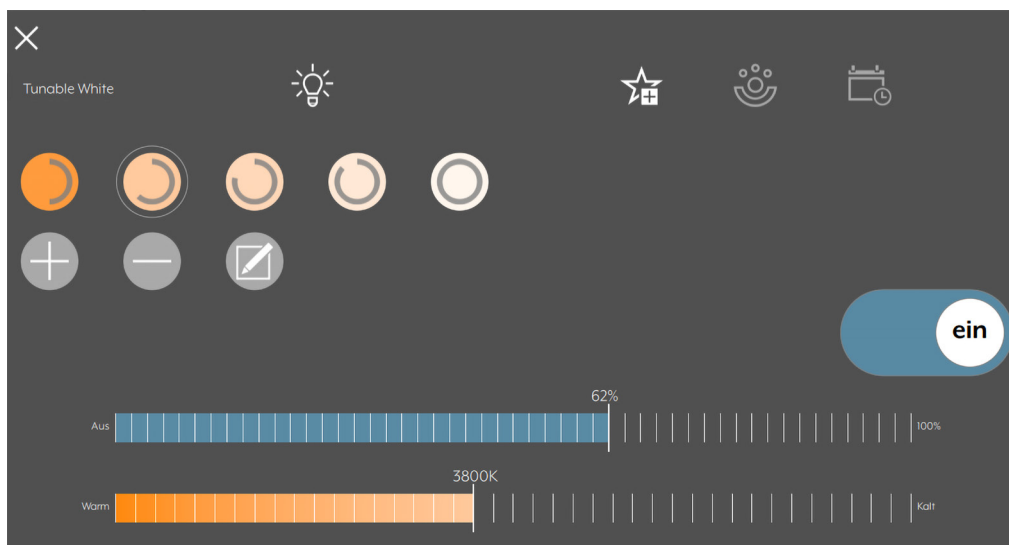 Tunable White
ein
62%
Aus
100%
3800K
Warm
Kalt